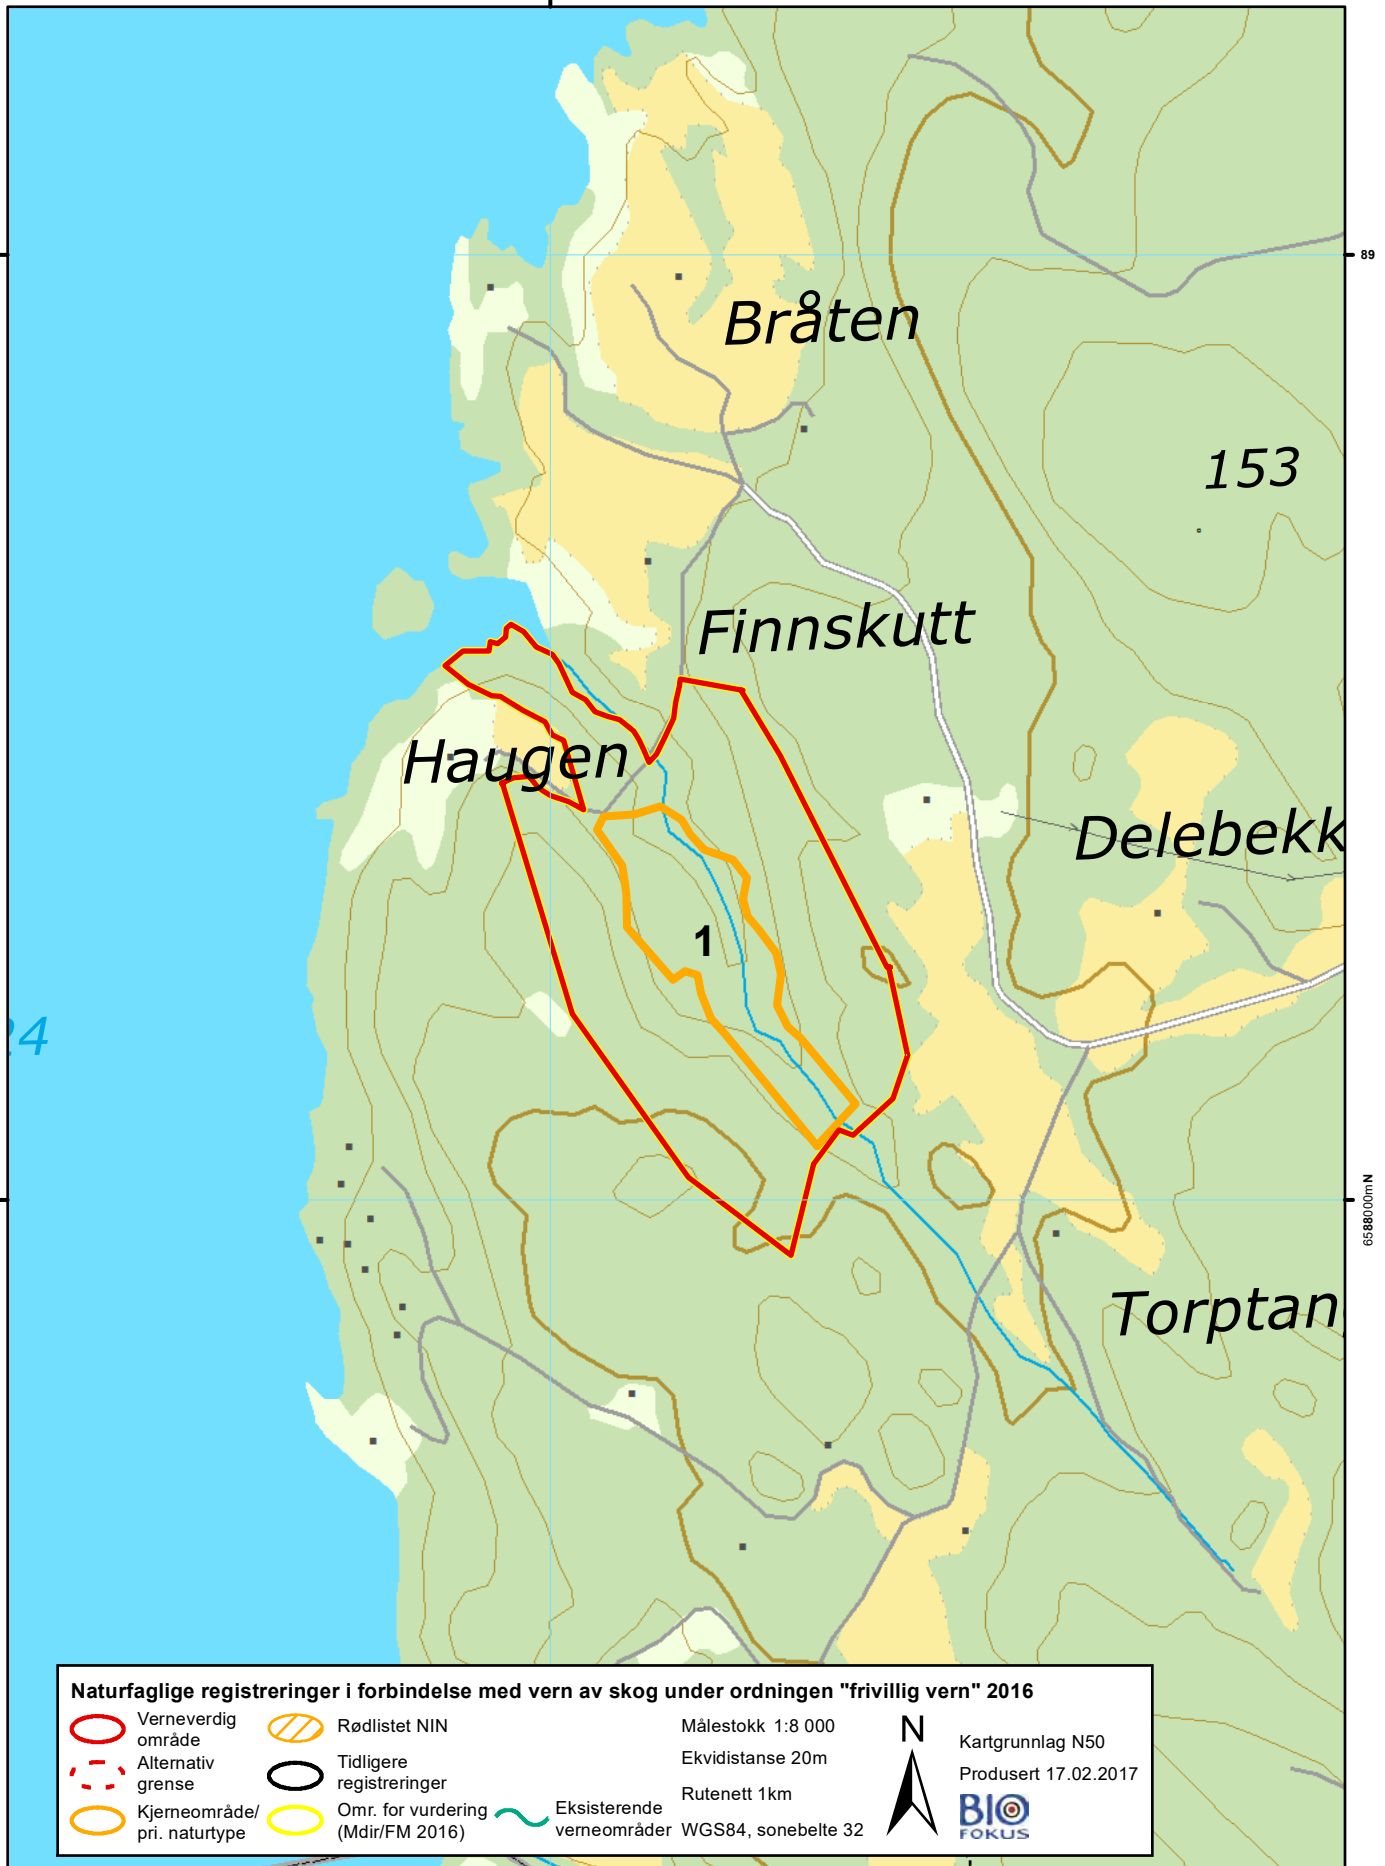 89
Bråten
153
Finnskutt
Haugen
Delebekk
1
24
6588000mN
Torptan
Naturfaglige registreringer i forbindelse med vern av skog under ordningen "frivillig vern" 2016
Verneverdig
område
Alternativ
grense
Kjerneområde/
pri. naturtype
Rødlistet NIN
Tidligere
registreringer
Omr. for vurdering
(Mdir/FM 2016)
Eksisterende
verneområder
Målestokk 1:8 000
Ekvidistanse 20m
Rutenett 1km
WGS84, sonebelte 32
N
Kartgrunnlag N50
Produsert 17.02.2017
BIO
FOKUS